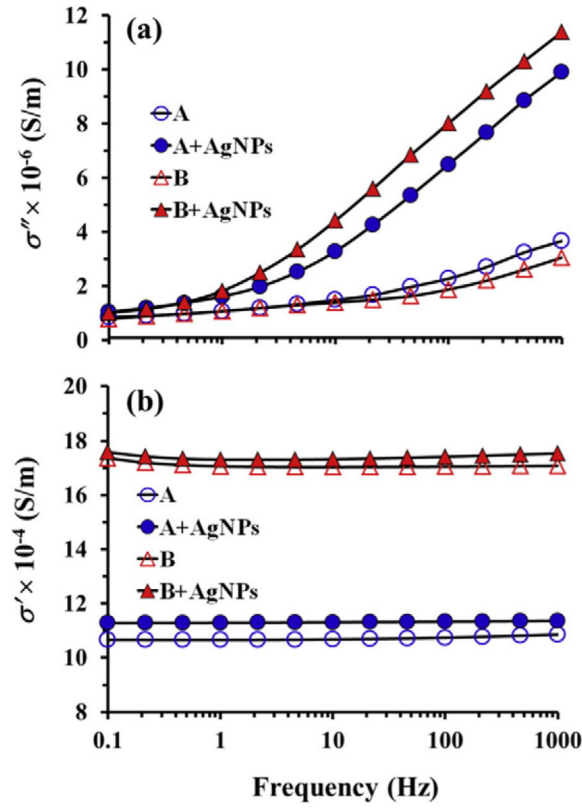 (a)
12
10
8
6
4
2
0
σ″ × 10⁻⁶ (S/m)
A
A+AgNPs
B
B+AgNPs
(b)
20
18
16
14
12
10
8
σ′ × 10⁻⁴ (S/m)
A
A+AgNPs
B
B+AgNPs
0.1 1 10 100 1000
Frequency (Hz)